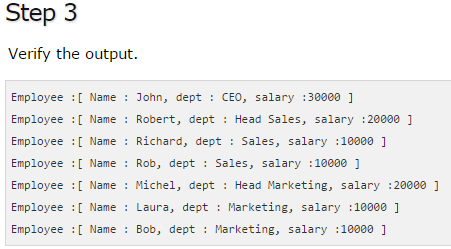 Step 3
Verify the output.
Employee :[ Name : John, dept : CEO, salary :30000 ]
Employee :[ Name : Robert, dept : Head Sales, salary :20000 ]
Employee :[ Name : Richard, dept : Sales, salary :10000 ]
Employee :[ Name : Rob, dept : Sales, salary :10000 ]
Employee :[ Name : Michel, dept : Head Marketing, salary :20000 ]
Employee :[ Name : Laura, dept : Marketing, salary :10000 ]
Employee :[ Name : Bob, dept : Marketing, salary :10000 ]